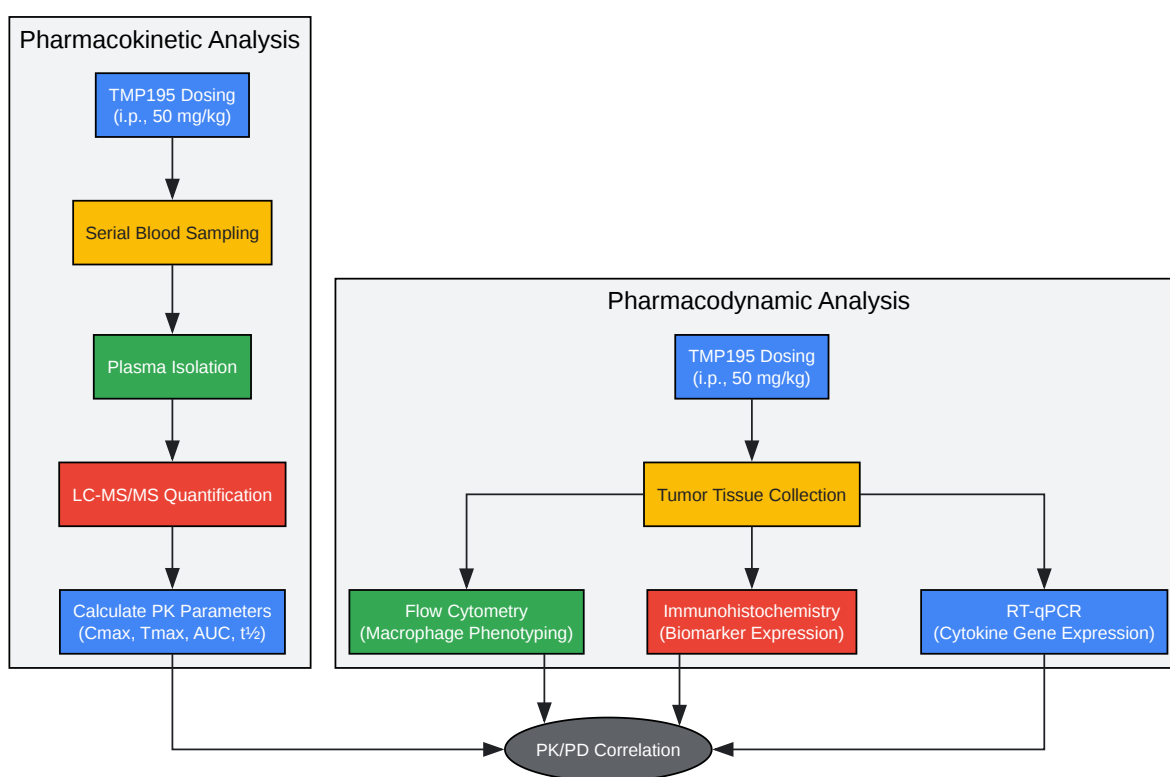 Pharmacokinetic Analysis
TMP195 Dosing
(i.p., 50 mg/kg)
Serial Blood Sampling
Plasma Isolation
LC-MS/MS Quantification
Calculate PK Parameters
(Cmax, Tmax, AUC, t½)
Pharmacodynamic Analysis
TMP195 Dosing
(i.p., 50 mg/kg)
Tumor Tissue Collection
Flow Cytometry
(Macrophage Phenotyping)
Immunohistochemistry
(Biomarker Expression)
RT-qPCR
(Cytokine Gene Expression)
PK/PD Correlation